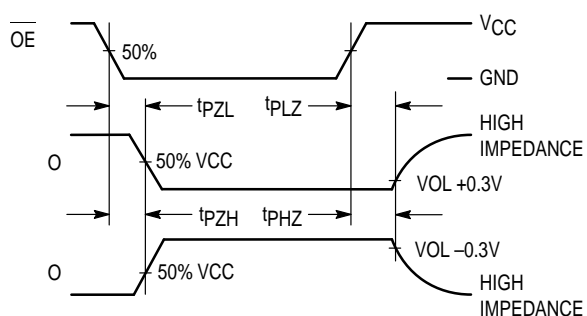 OE
VCC
50%
GND
tPZL
tPLZ
HIGH
IMPEDANCE
O
50% VCC
VOL +0.3V
tPZH
tPHZ
VOL –0.3V
O
50% VCC
HIGH
IMPEDANCE